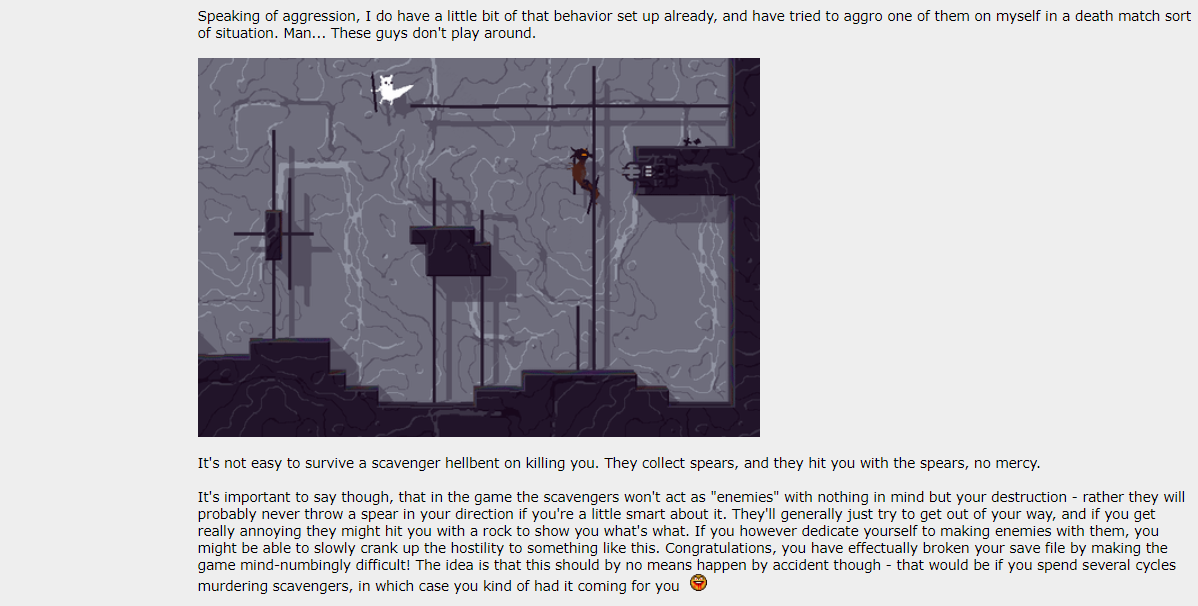 Speaking of aggression, I do have a little bit of that behavior set up already, and have tried to aggro one of them on myself in a death match sort
of situation. Man... These guys don't play around.
It's not easy to survive a scavenger hellbent on killing you. They collect spears, and they hit you with the spears, no mercy.
It's important to say though, that in the game the scavengers won't act as "enemies" with nothing in mind but your destruction - rather they will
probably never throw a spear in your direction if you're a little smart about it. They'll generally just try to get out of your way, and if you get
really annoying they might hit you with a rock to show you what's what. If you however dedicate yourself to making enemies with them, you
might be able to slowly crank up the hostility to something like this. Congratulations, you have effectually broken your save file by making the
game mind-numbingly difficult! The idea is that this should by no means happen by accident though - that would be if you spend several cycles
murdering scavengers, in which case you kind of had it coming for you